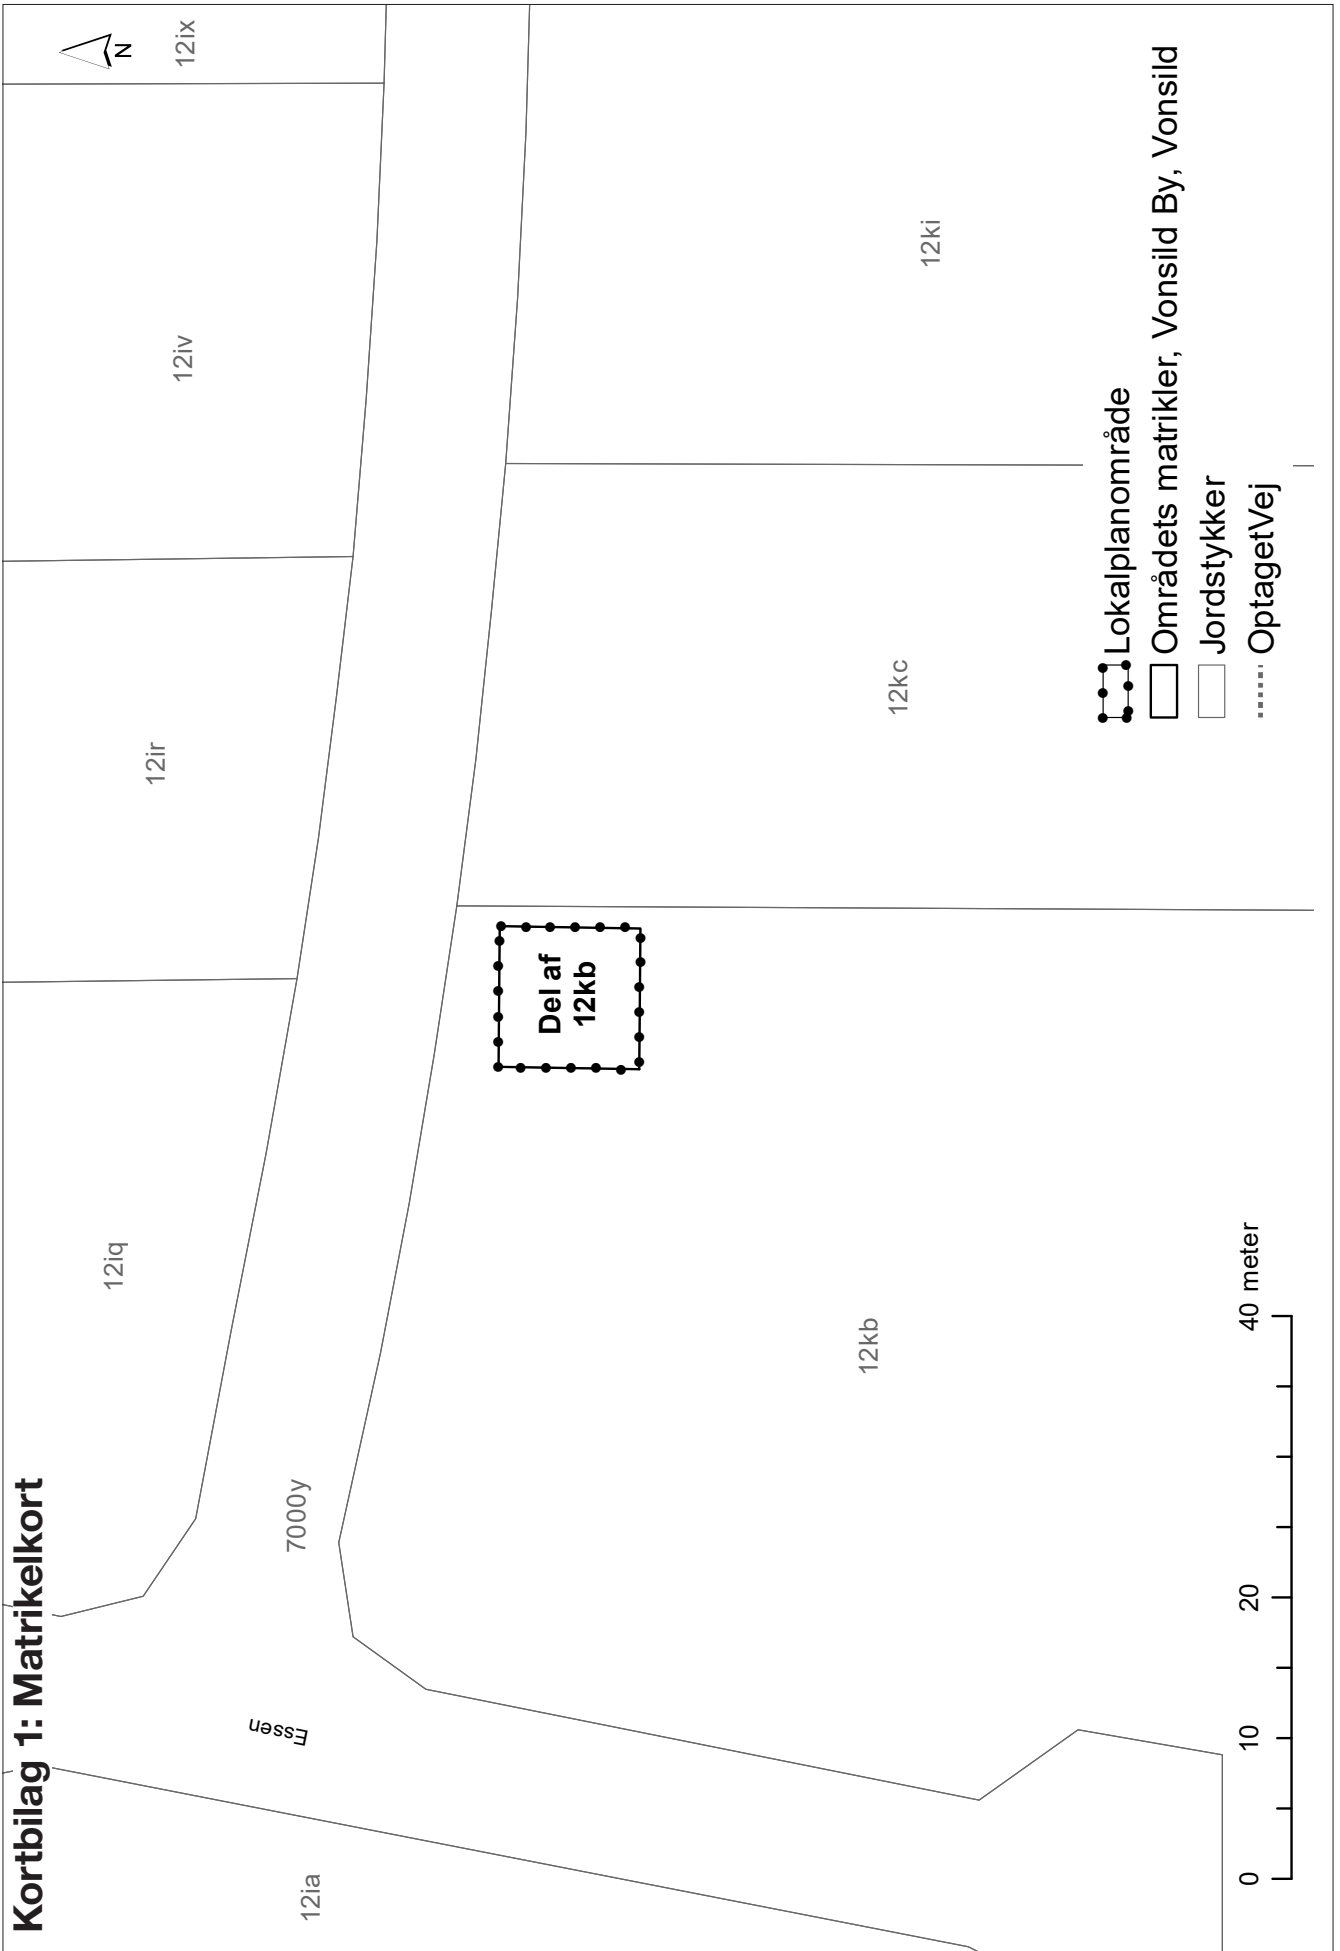 Kortbilag 1: Matrikelkort
N
12ix
12iv
12ir
12iq
7000y
Essen
12ia
Del af
12kb
12ki
12kc
12kb
Lokalplanområde
Områdets matrikler, Vonsild By, Vonsild
Jordstykker
OptagetVej
0 10 20 40 meter